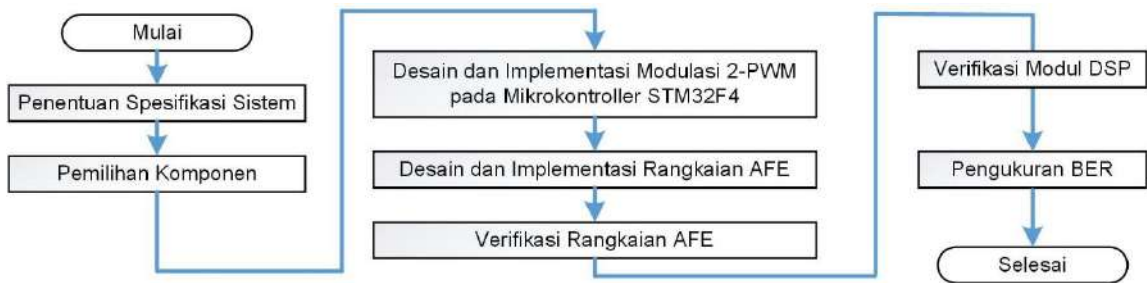 Mulai
Penentuan Spesifikasi Sistem
Pemilihan Komponen
Desain dan Implementasi Modulasi 2-PWM
pada Mikrokontroller STM32F4
Desain dan Implementasi Rangkaian AFE
Verifikasi Rangkaian AFE
Verifikasi Modul DSP
Pengukuran BER
Selesai